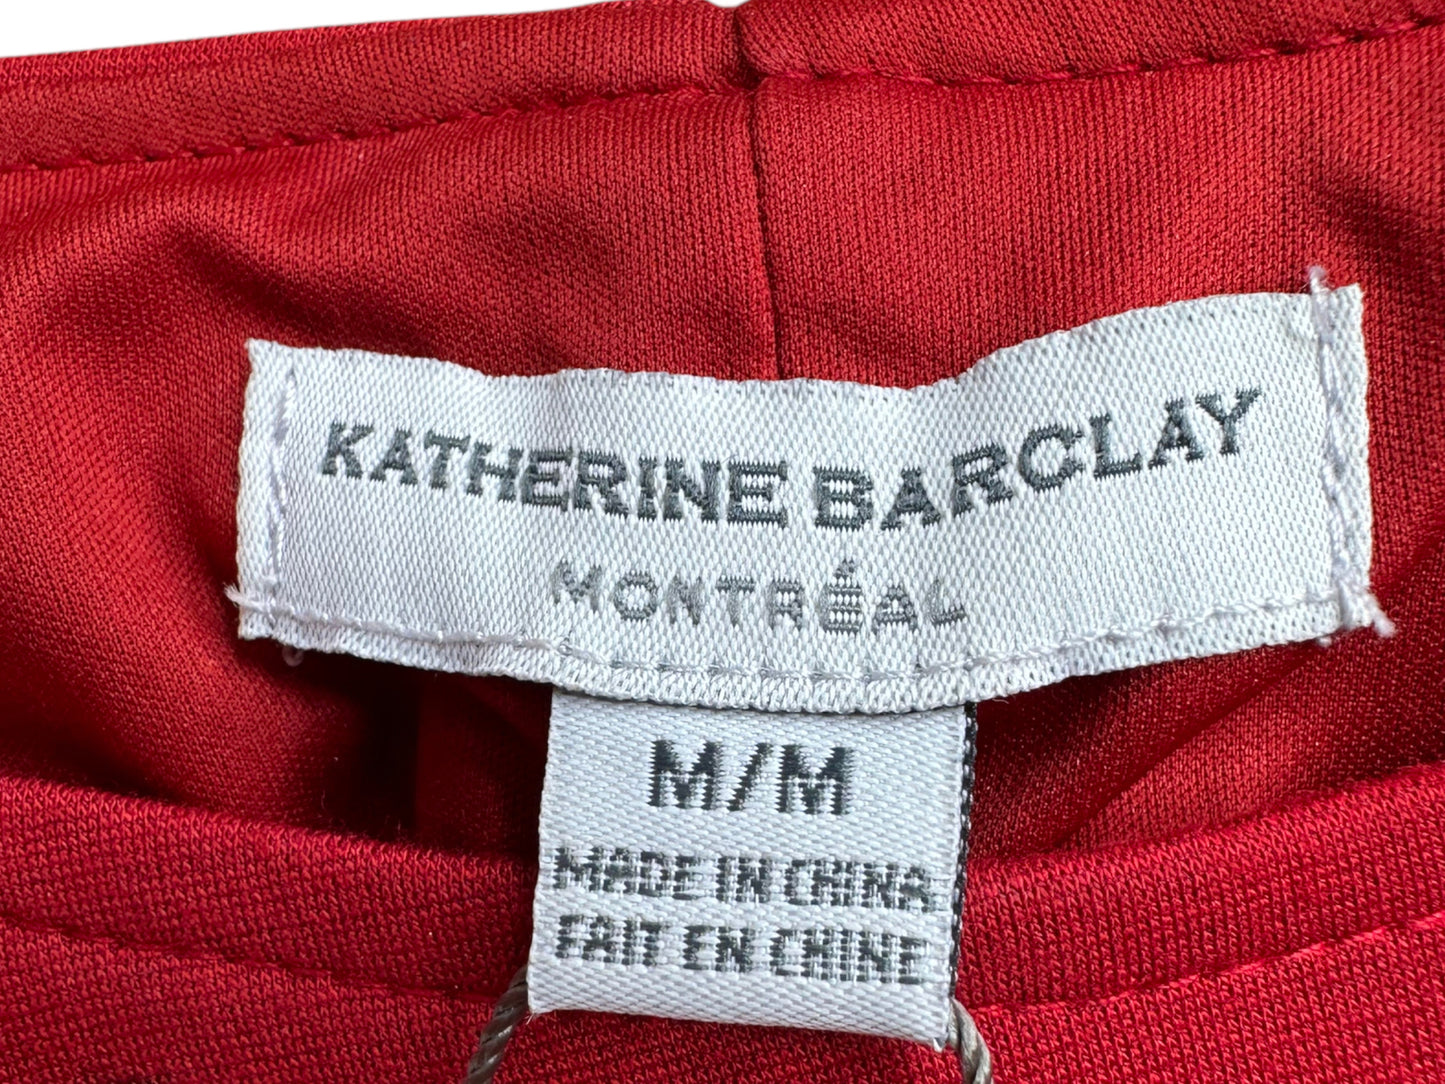 KATHERINE BARCLAY
MONTRÉAL
M/M
MADE IN CHINA
FAIT EN CHINE